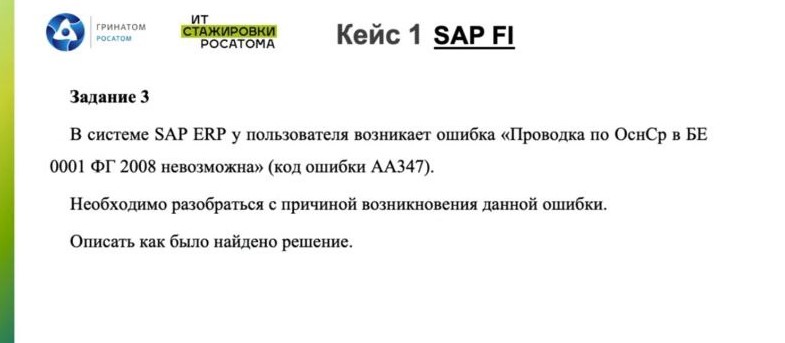 ГРИНАТОМ
РОСАТОМ
ИТ
СТАЖИРОВКИ
РОСАТОМА
Кейс 1 SAP FI
Задание 3
В системе SAP ERP у пользователя возникает ошибка «Проводка по ОснСр в БЕ
0001 ФГ 2008 невозможна» (код ошибки АА347).
Необходимо разобраться с причиной возникновения данной ошибки.
Описать как было найдено решение.